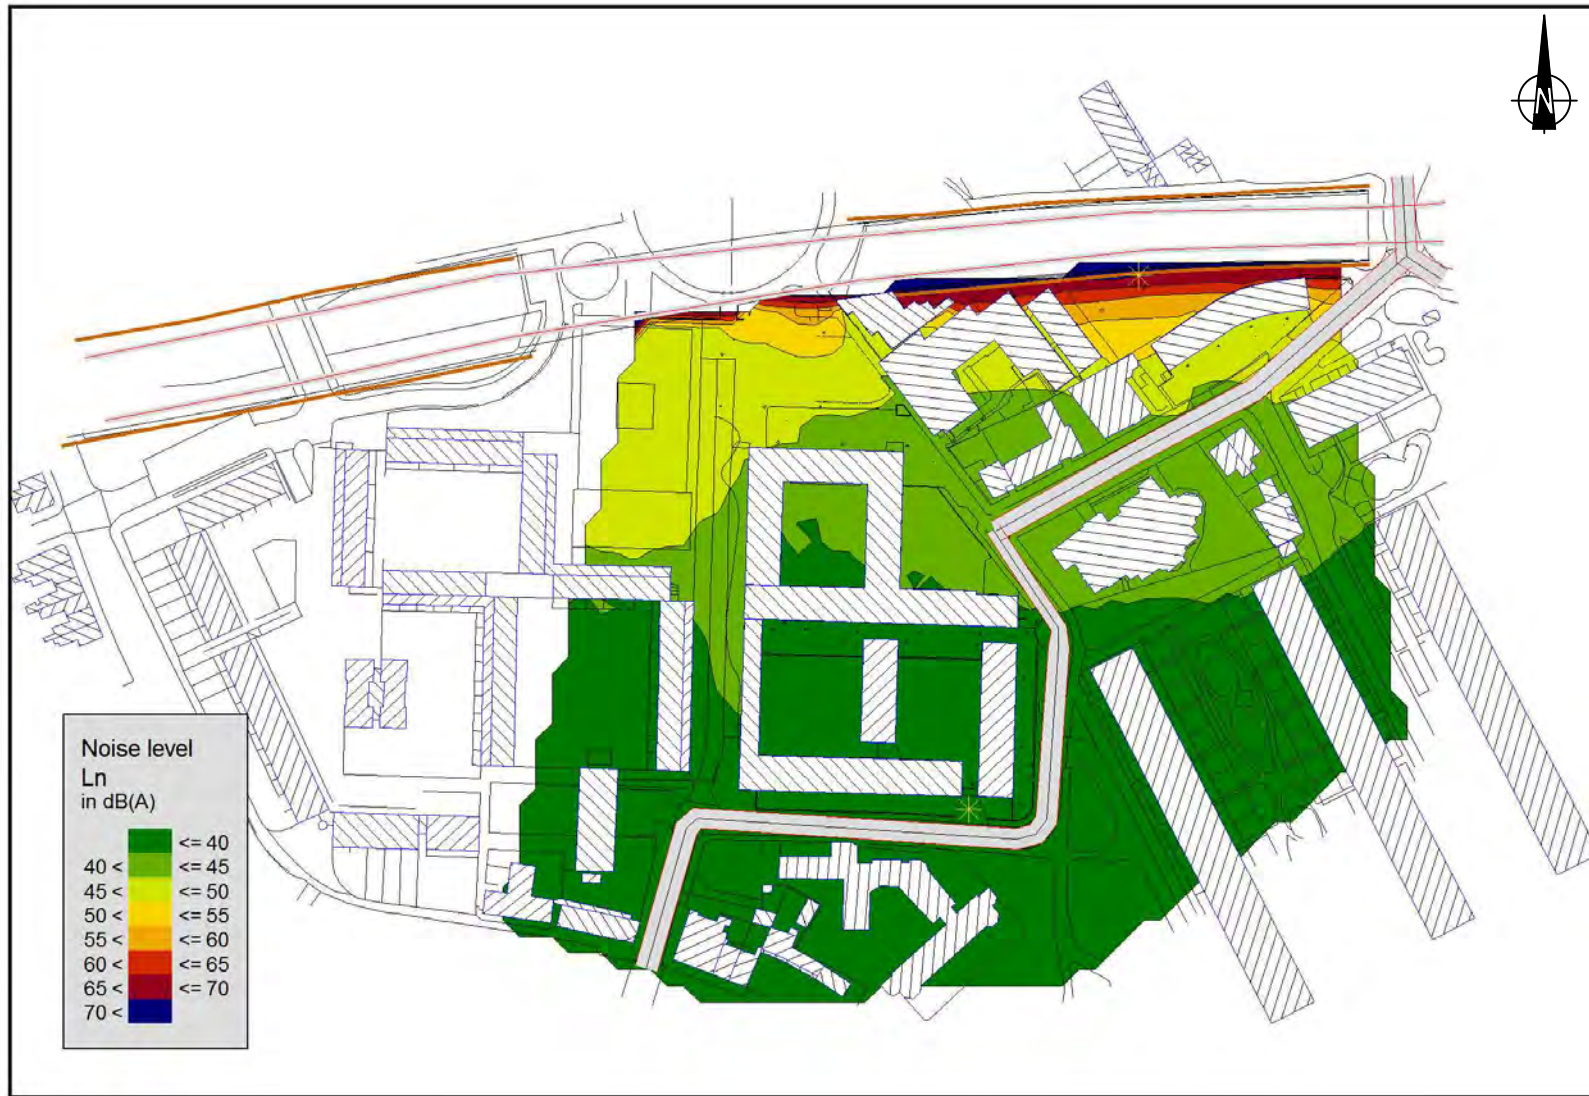 N
Noise level
Ln
in dB(A)
<= 40
40 < <= 45
45 < <= 50
50 < <= 55
55 < <= 60
60 < <= 65
65 < <= 70
70 <